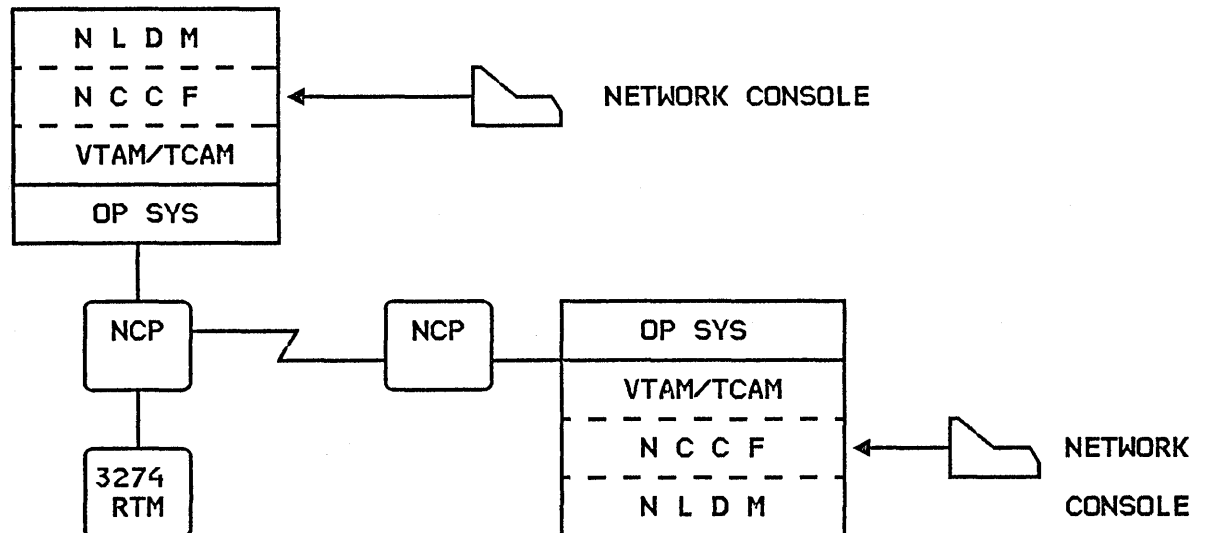 N L D M
N C C F
NETWORK CONSOLE
VTAM/TCAM
OP SYS
NCP
NCP
OP SYS
VTAM/TCAM
N C C F
NETWORK
CONSOLE
N L D M
3274
RTM